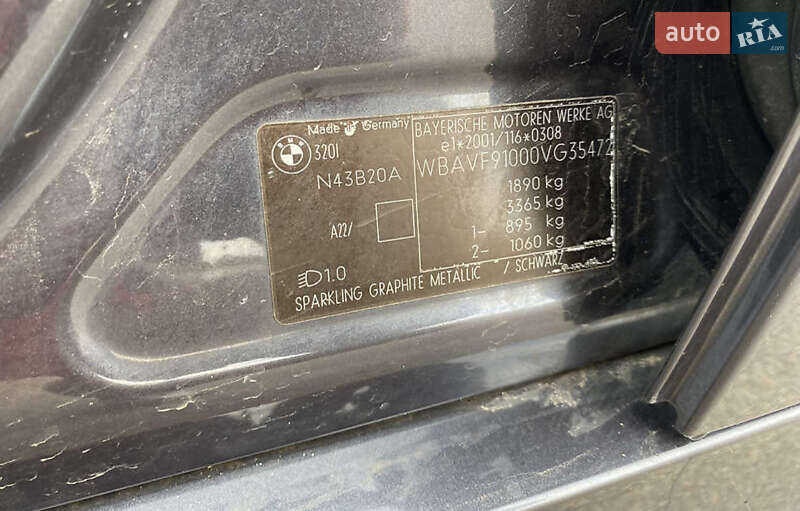 auto RIA .com
Made in Germany
BAYERISCHE MOTOREN WERKE AG
e1*2001/116*0308
320I
WBAVF91000VG35472
N43B20A
1890 kg
3365 kg
A22/
1- 895 kg
2- 1060 kg
1.0
SPARKLING GRAPHITE METALLIC / SCHWARZ